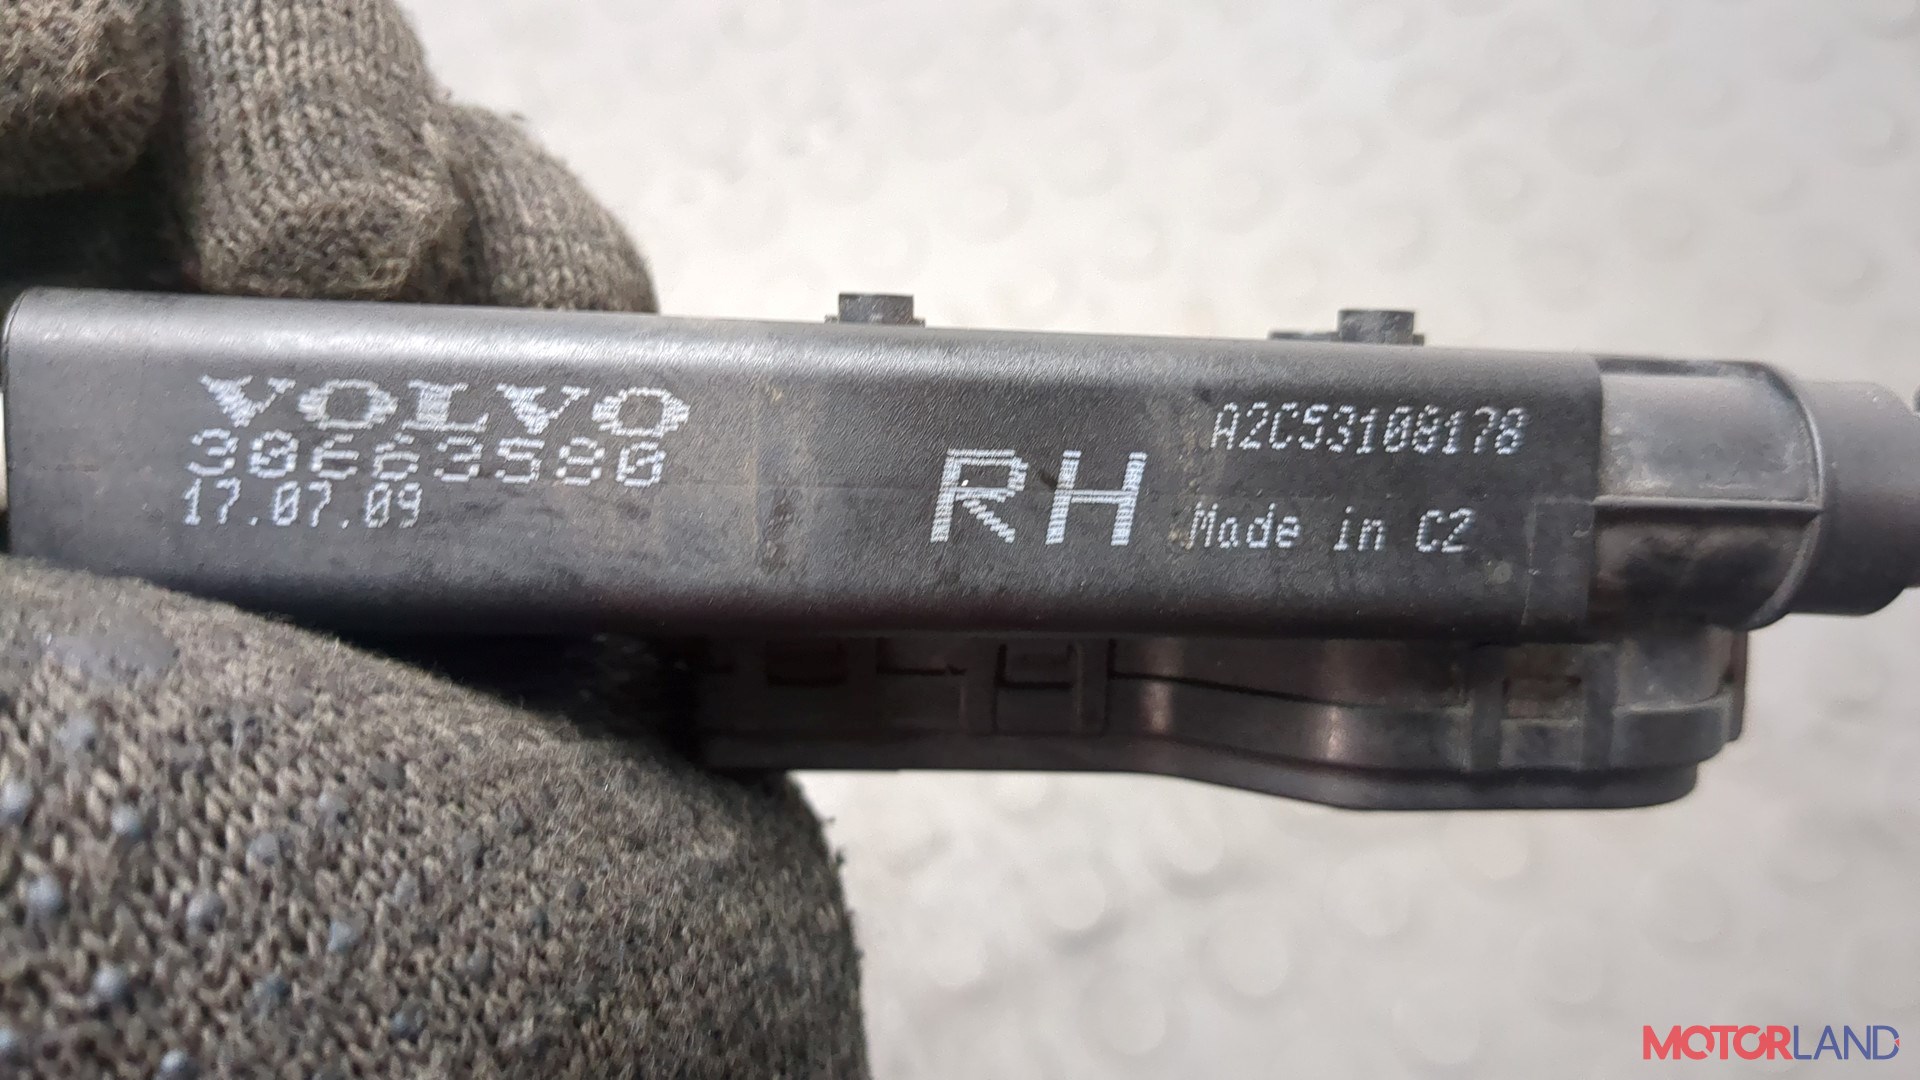 VOLVO
30663580
17.07.09
RH
A2C53108178
Made in CZ
MOTORLAND